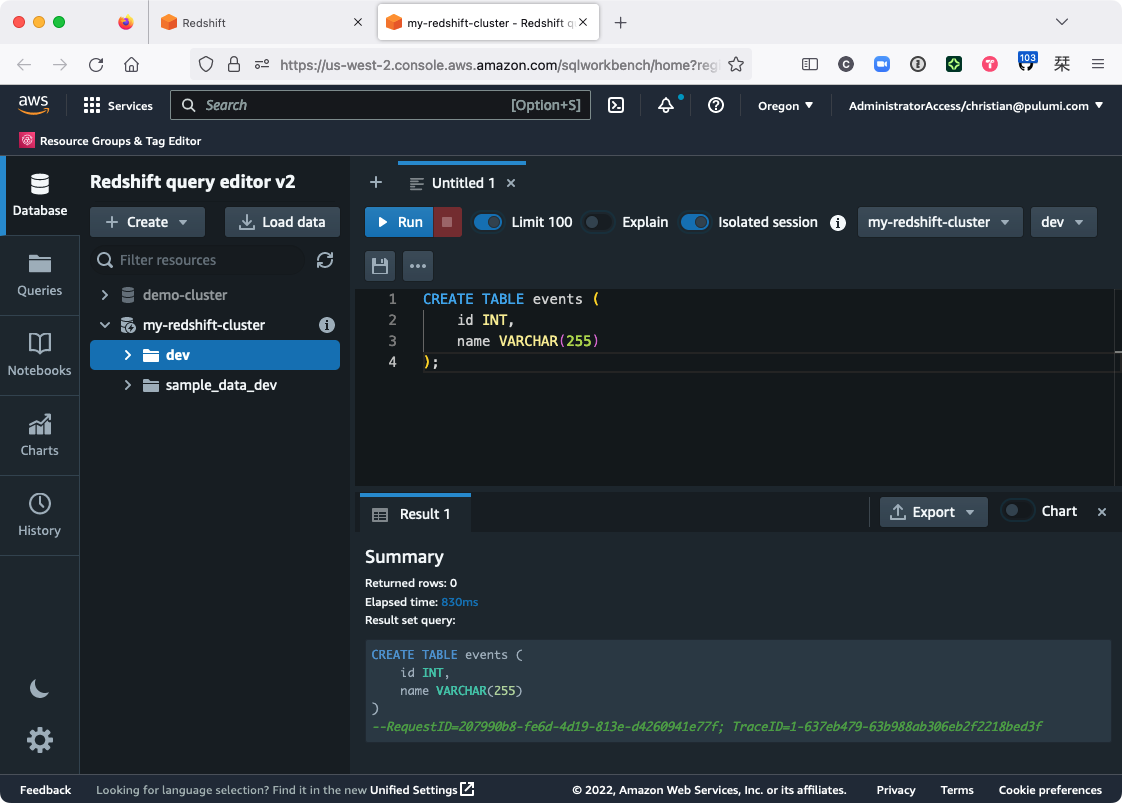 Redshift
my-redshift-cluster - Redshift q
https://us-west-2.console.aws.amazon.com/sqlworkbench/home?reg
103
aws
Services
Search
[Option+S]
Oregon
AdministratorAccess/christian@pulumi.com
Resource Groups & Tag Editor
Database
Queries
Notebooks
Charts
History
Redshift query editor v2
Create
Load data
Filter resources
demo-cluster
my-redshift-cluster
dev
sample_data_dev
Untitled 1
Run
Limit 100
Explain
Isolated session
my-redshift-cluster
dev
1 CREATE TABLE events (
2 id INT,
3 name VARCHAR(255)
4 );
Result 1
Export
Chart
Summary
Returned rows: 0
Elapsed time: 830ms
Result set query:
CREATE TABLE events (
id INT,
name VARCHAR(255)
)
--RequestID=207990b8-fe6d-4d19-813e-d4260941e77f; TraceID=1-637eb479-63b988ab306eb2f2218bed3f
Feedback
Looking for language selection? Find it in the new Unified Settings
© 2022, Amazon Web Services, Inc. or its affiliates.
Privacy
Terms
Cookie preferences